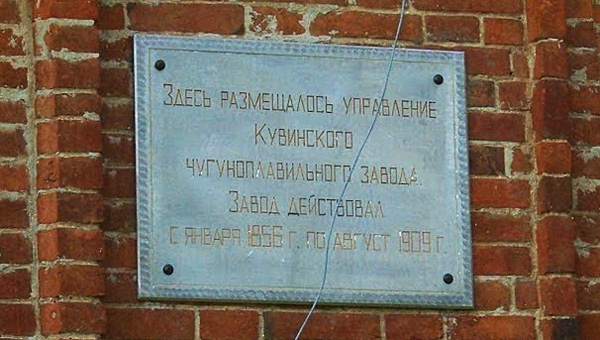 Здесь размещалось управление
Кувинского
чугуноплавильного завода.
Завод действовал
с января 1856 г. по август 1909 г.